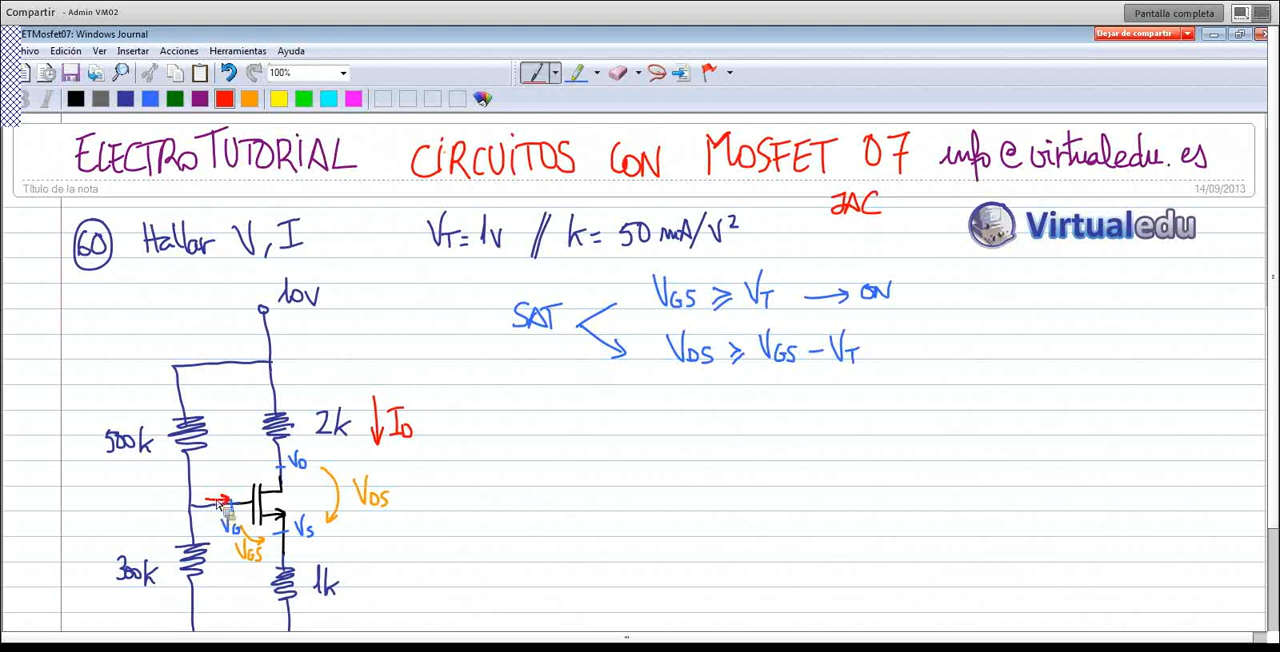 Compartir - Admin VM02
Pantalla completa
ETMosfet07: Windows Journal
Dejar de compartir
hivo Edición Ver Insertar Acciones Herramientas Ayuda
100%
ELECTROTUTORIAL CIRCUITOS CON MOSFET 07 info@virtualedu.es
Título de la nota
14/09/2013
JAC
60 Hallar V, I VT = 1V // k = 50 mA/V²
Virtualedu
10V
SAT
VGS ≥ VT → ON
VDS ≥ VGS - VT
500k
2k
ID
VD
VDS
VG
VS
VGS
300k
1k